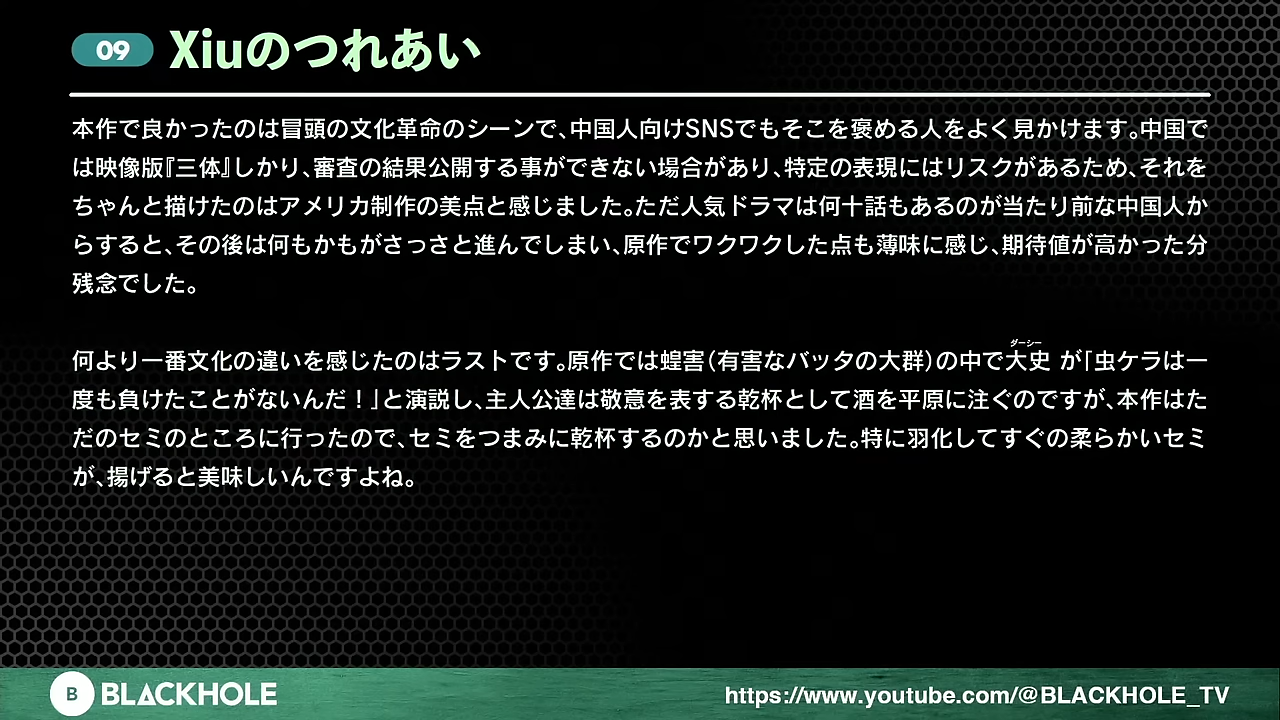 09 Xiuのつれあい
本作で良かったのは冒頭の文化革命のシーンで、中国人向けSNSでもそこを褒める人をよく見かけます。中国で
は映像版『三体』しかり、審査の結果公開する事ができない場合があり、特定の表現にはリスクがあるため、それを
ちゃんと描けたのはアメリカ制作の美点と感じました。ただ人気ドラマは何十話もあるのが当たり前な中国人か
らすると、その後は何もかもがさっさと進んでしまい、原作でワクワクした点も薄味に感じ、期待値が高かった分
残念でした。
何より一番文化の違いを感じたのはラストです。原作では蝗害（有害なバッタの大群）の中で大史 が「虫ケラは一
ダーシー
度も負けたことがないんだ！」と演説し、主人公達は敬意を表する乾杯として酒を平原に注ぐのですが、本作はた
だのセミのところに行ったので、セミをつまみに乾杯するのかと思いました。特に羽化してすぐの柔らかいセミ
が、揚げると美味しいんですよね。
B BLACKHOLE
https://www.youtube.com/@BLACKHOLE_TV